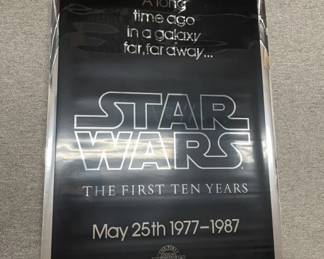 A long
time ago
in a galaxy
far, far away...
STAR
WARS
THE FIRST TEN YEARS
May 25th 1977–1987